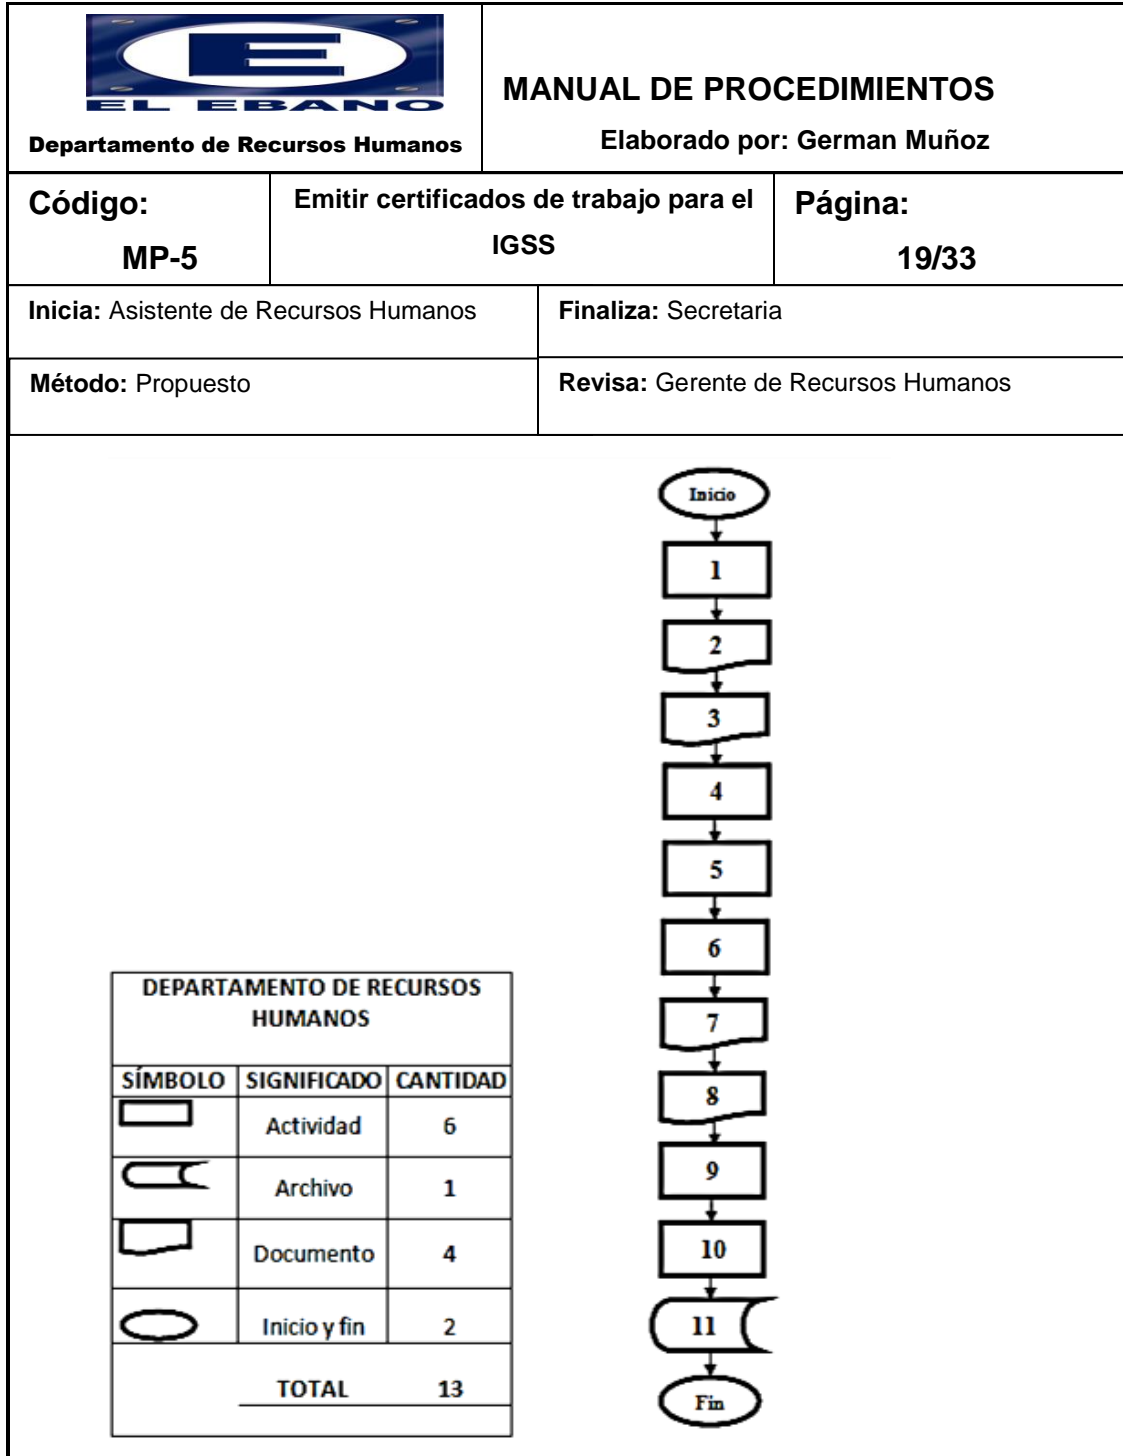 E
EL EBANO
Departamento de Recursos Humanos
MANUAL DE PROCEDIMIENTOS
Elaborado por: German Muñoz
Código:
MP-5
Emitir certificados de trabajo para el
IGSS
Página:
19/33
Inicia: Asistente de Recursos Humanos
Finaliza: Secretaria
Método: Propuesto
Revisa: Gerente de Recursos Humanos
Inicio
1
2
3
4
5
6
7
8
9
10
11
Fin
DEPARTAMENTO DE RECURSOS
HUMANOS
SÍMBOLO SIGNIFICADO CANTIDAD
Actividad 6
Archivo 1
Documento 4
Inicio y fin 2
TOTAL 13